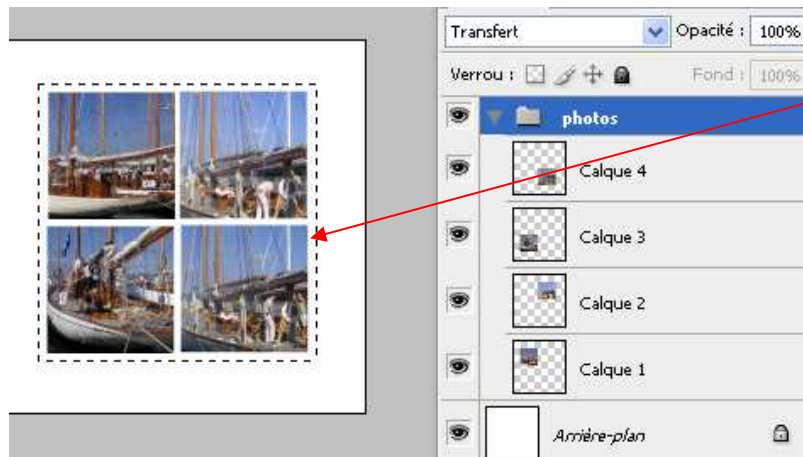 Transfert Opacité : 100%
Verrou : Fond : 100%
photos
Calque 4
Calque 3
Calque 2
Calque 1
Arrière-plan